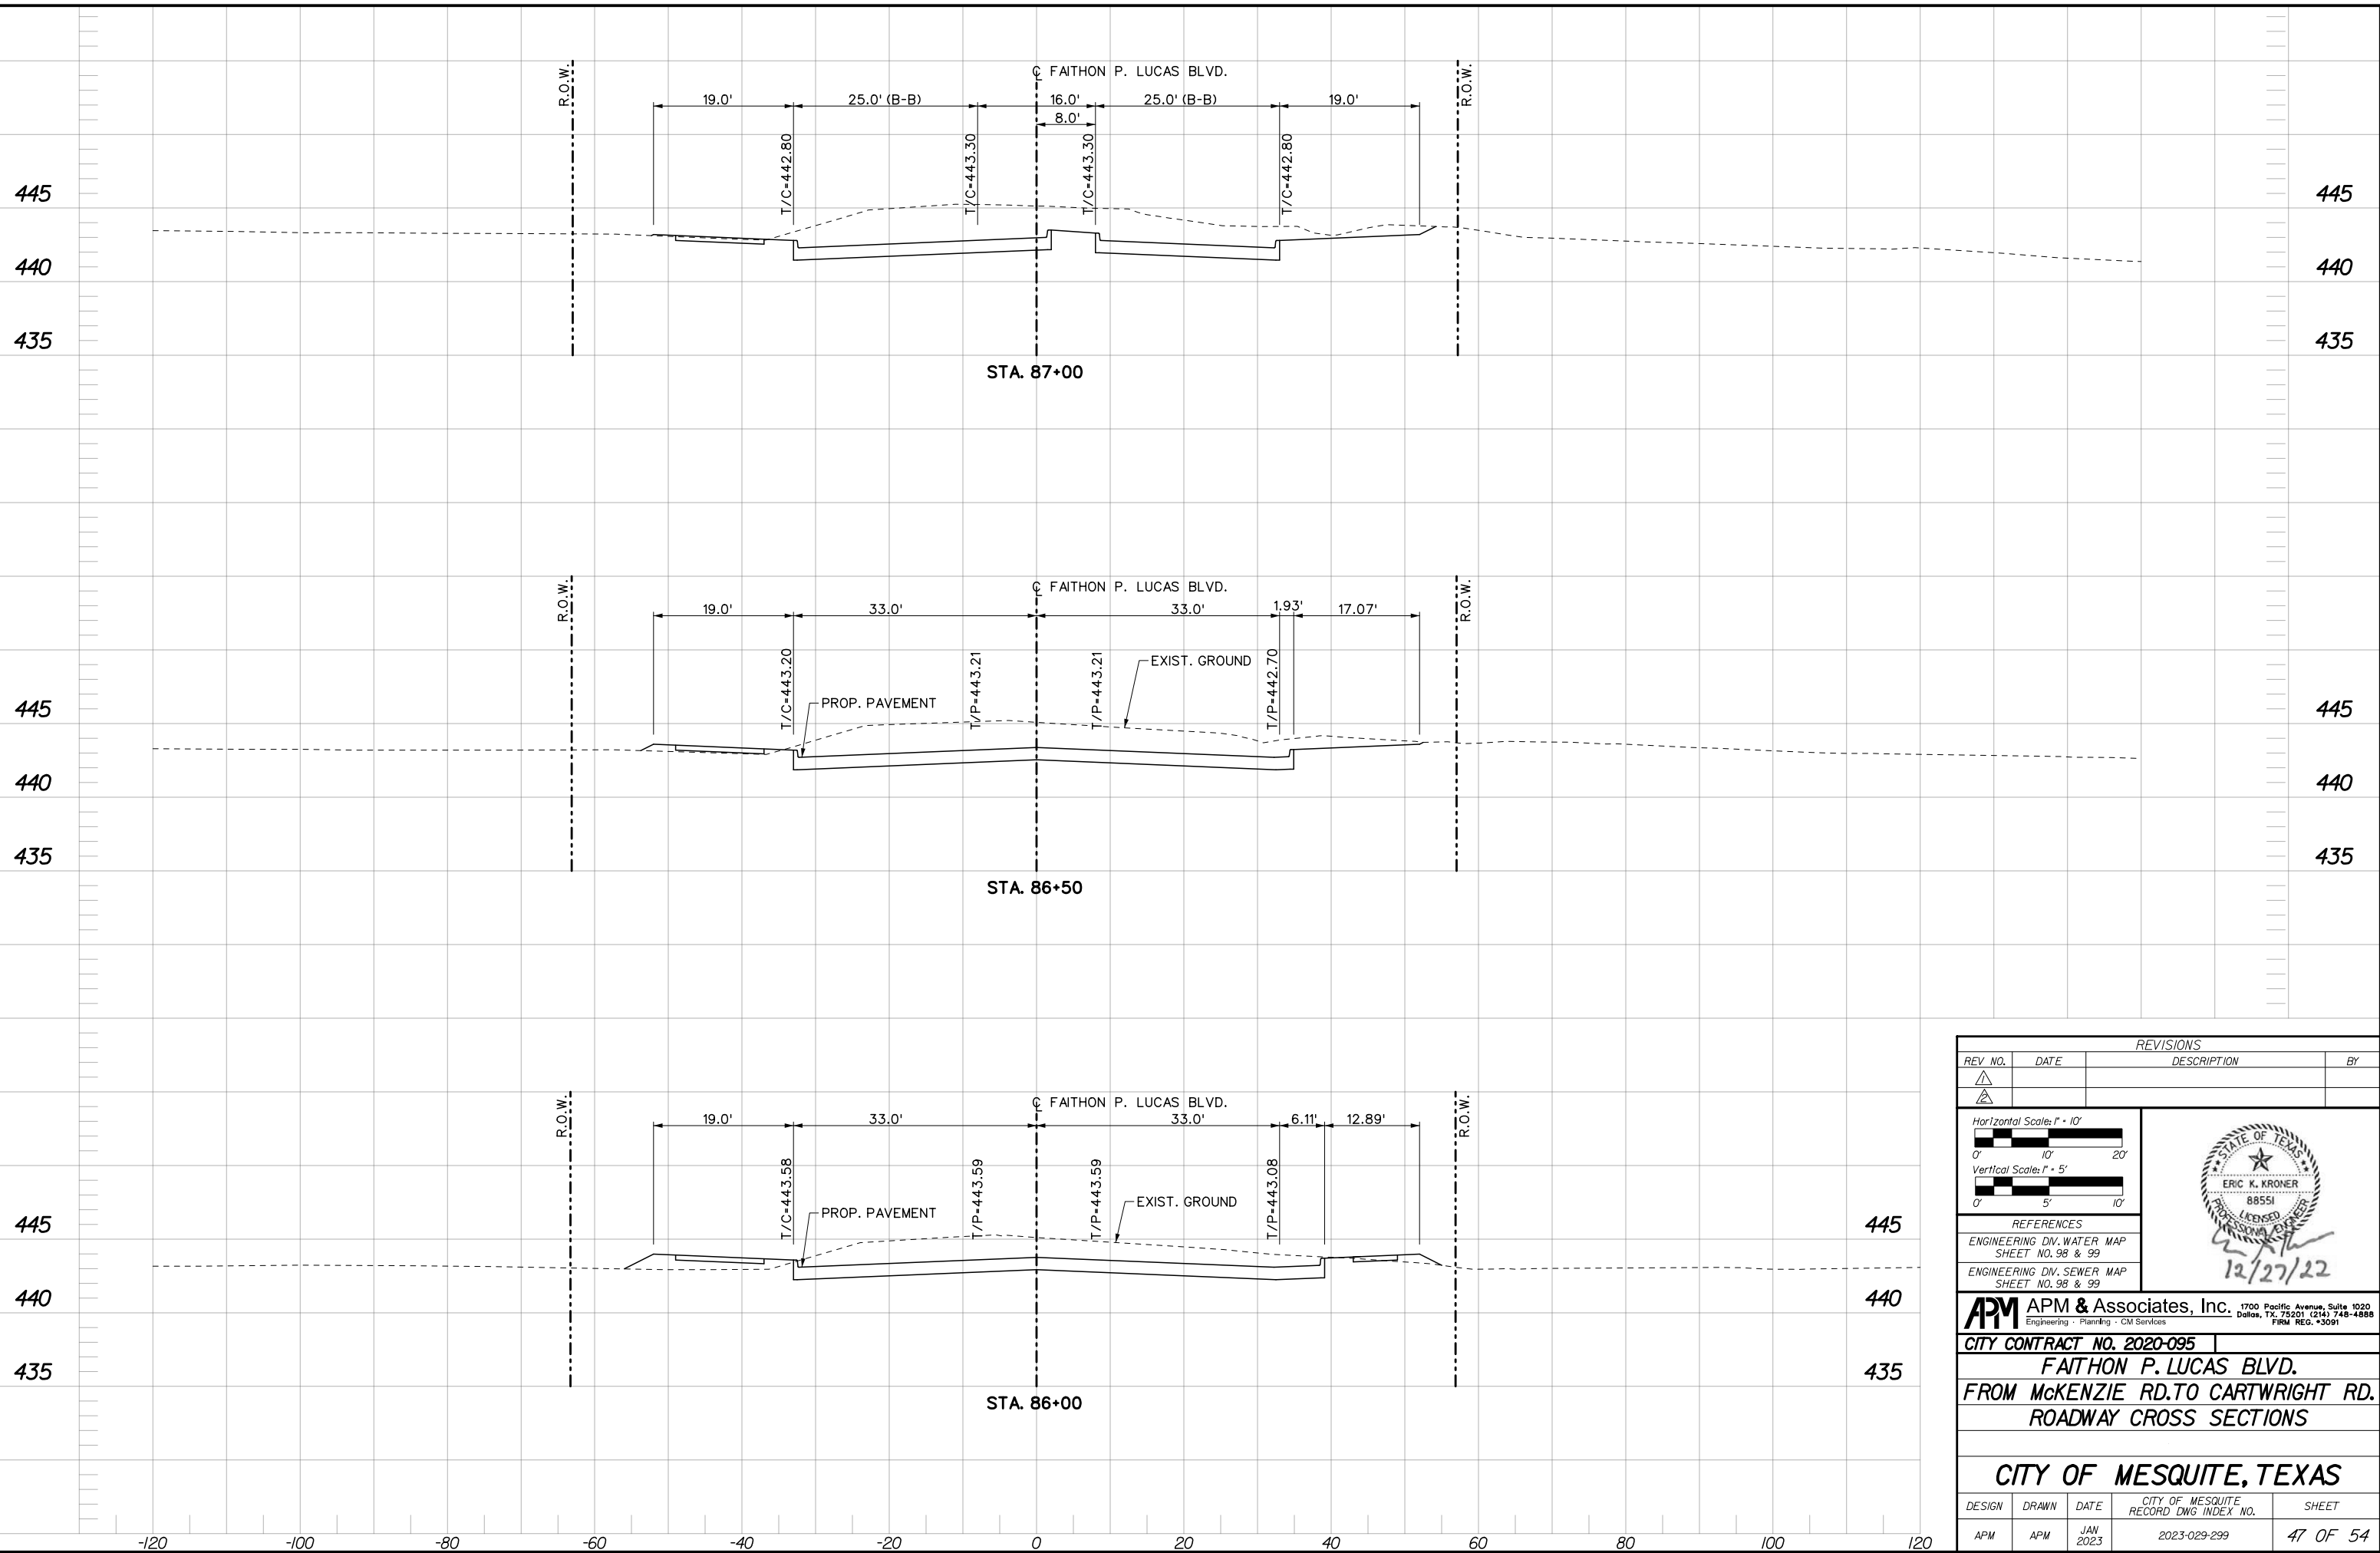 R.O.W.
℄ FAITHON P. LUCAS BLVD.
R.O.W.
19.0' 25.0' (B-B) 16.0' 25.0' (B-B) 19.0'
8.0'
T/C=442.80 T/C=443.30 T/C=443.30 T/C=442.80
445 445
440 440
435 435
STA. 87+00
R.O.W.
℄ FAITHON P. LUCAS BLVD.
R.O.W.
19.0' 33.0' 33.0' 1.93' 17.07'
T/C=443.20 T/P=443.21 T/P=443.21 T/P=442.70
EXIST. GROUND
PROP. PAVEMENT
445 445
440 440
435 435
STA. 86+50
R.O.W.
℄ FAITHON P. LUCAS BLVD.
R.O.W.
19.0' 33.0' 33.0' 6.11' 12.89'
T/C=443.58 T/P=443.59 T/P=443.59 T/P=443.08
EXIST. GROUND
PROP. PAVEMENT
445 445
440 440
435 435
STA. 86+00
-120 -100 -80 -60 -40 -20 0 20 40 60 80 100 120
REVISIONS
REV NO. DATE DESCRIPTION BY
1
2
Horizontal Scale: 1" = 10'
0' 10' 20'
Vertical Scale: 1" = 5'
0' 5' 10'
STATE OF TEXAS
ERIC K. KRONER
88551
LICENSED
PROFESSIONAL ENGINEER
12/27/22
REFERENCES
ENGINEERING DIV. WATER MAP
SHEET NO. 98 & 99
ENGINEERING DIV. SEWER MAP
SHEET NO. 98 & 99
APM APM & Associates, Inc.
Engineering - Planning - CM Services
1700 Pacific Avenue, Suite 1020
Dallas, TX. 75201 (214) 748-4888
FIRM REG. #3091
CITY CONTRACT NO. 2020-095
FAITHON P. LUCAS BLVD.
FROM McKENZIE RD. TO CARTWRIGHT RD.
ROADWAY CROSS SECTIONS
CITY OF MESQUITE, TEXAS
DESIGN DRAWN DATE CITY OF MESQUITE RECORD DWG INDEX NO. SHEET
APM APM JAN 2023 2023-029-299 47 OF 54